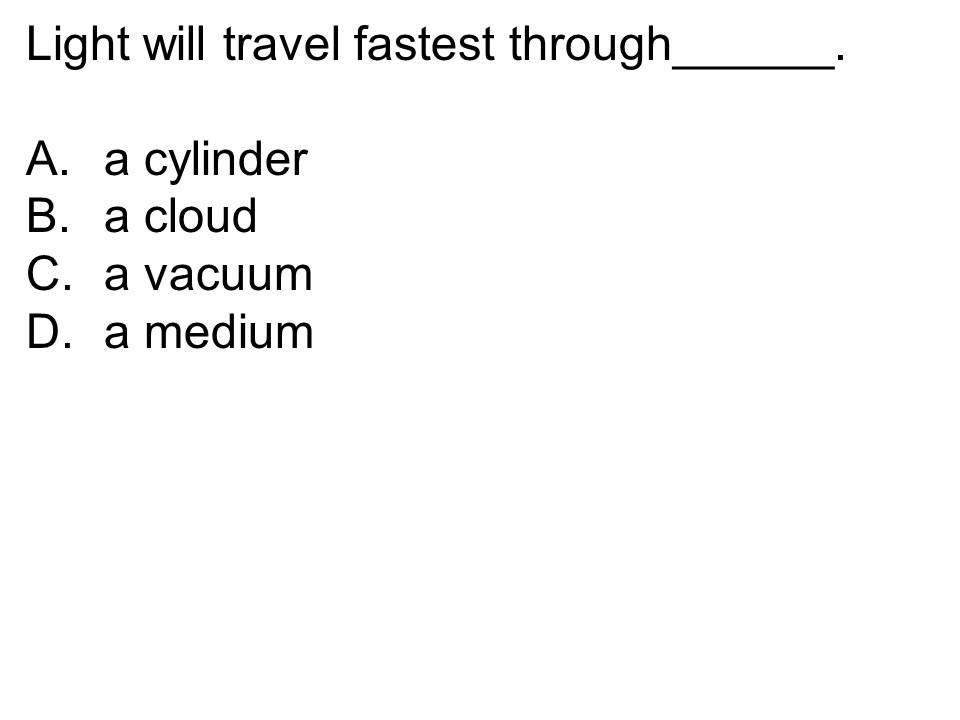 Light will travel fastest through______.
A. a cylinder
B. a cloud
C. a vacuum
D. a medium